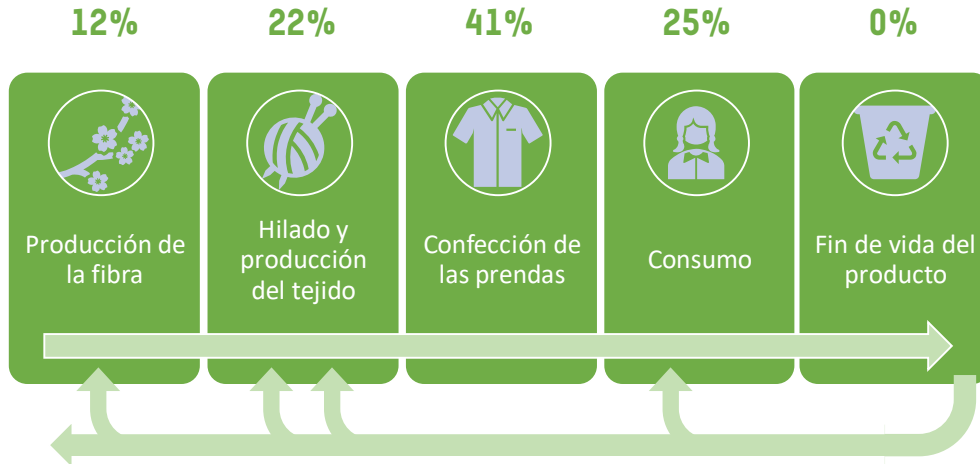 12%
22%
41%
25%
0%
Producción de
la fibra
Hilado y
producción
del tejido
Confección de
las prendas
Consumo
Fin de vida del
producto